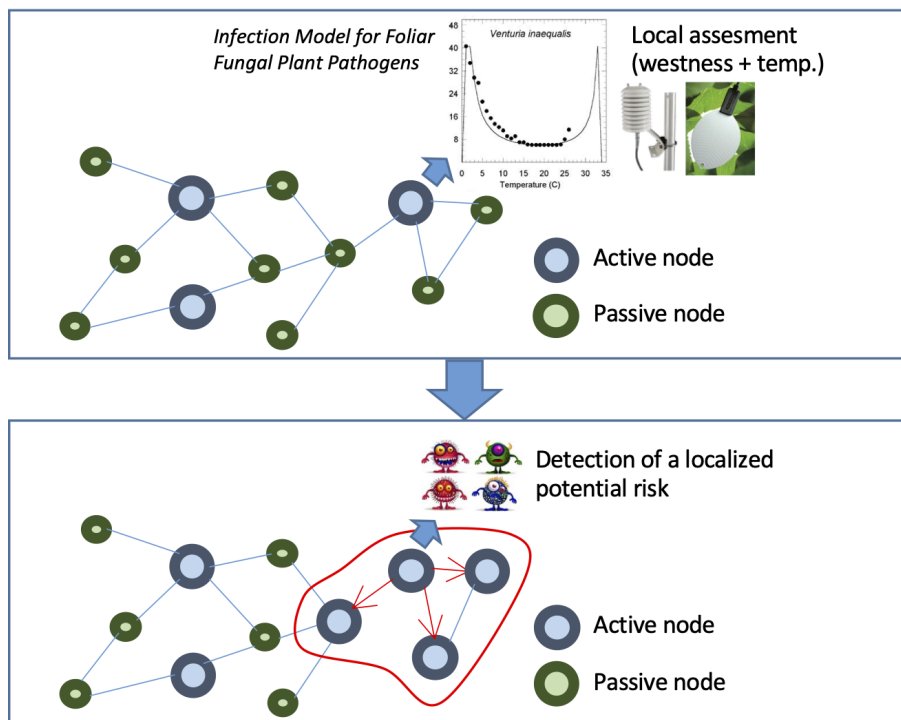 Infection Model for Foliar
Fungal Plant Pathogens
Venturia inaequalis
48
40
32
24
16
8
0 5 10 15 20 25 30 35
Temperature (C)
Local assesment
(westness + temp.)
Active node
Passive node
Detection of a localized
potential risk
Active node
Passive node